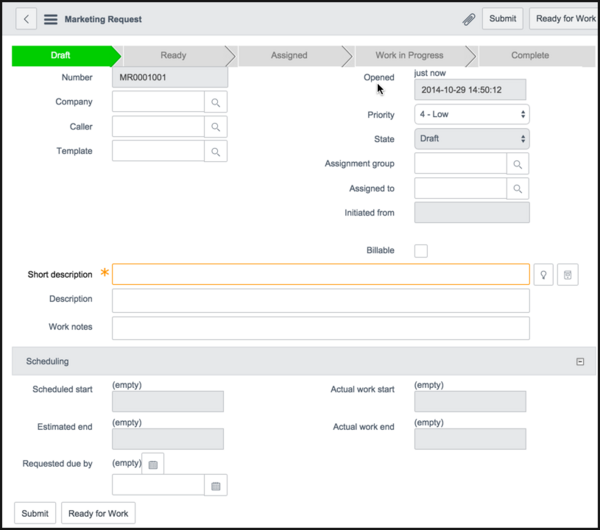 Marketing Request
Submit
Ready for Work
Draft
Ready
Assigned
Work in Progress
Complete
Number
MR0001001
Opened
just now
2014-10-29 14:50:12
Company
Priority
4 - Low
Caller
State
Draft
Template
Assignment group
Assigned to
Initiated from
Billable
Short description
Description
Work notes
Scheduling
Scheduled start
(empty)
Actual work start
(empty)
Estimated end
(empty)
Actual work end
(empty)
Requested due by
(empty)
Submit
Ready for Work